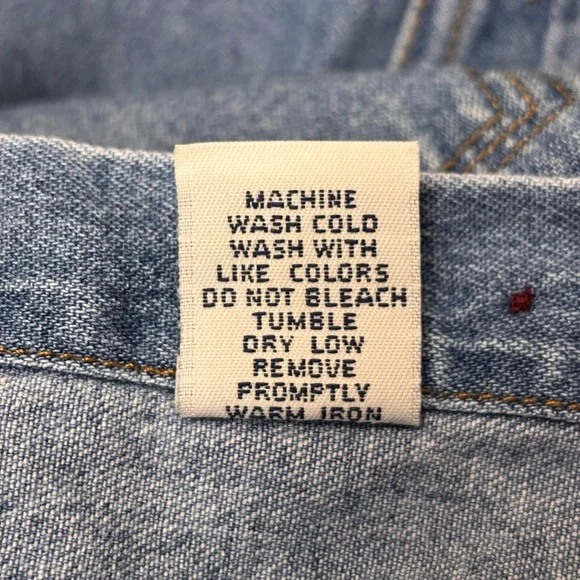 MACHINE
WASH COLD
WASH WITH
LIKE COLORS
DO NOT BLEACH
TUMBLE
DRY LOW
REMOVE
PROMPTLY
WARM IRON